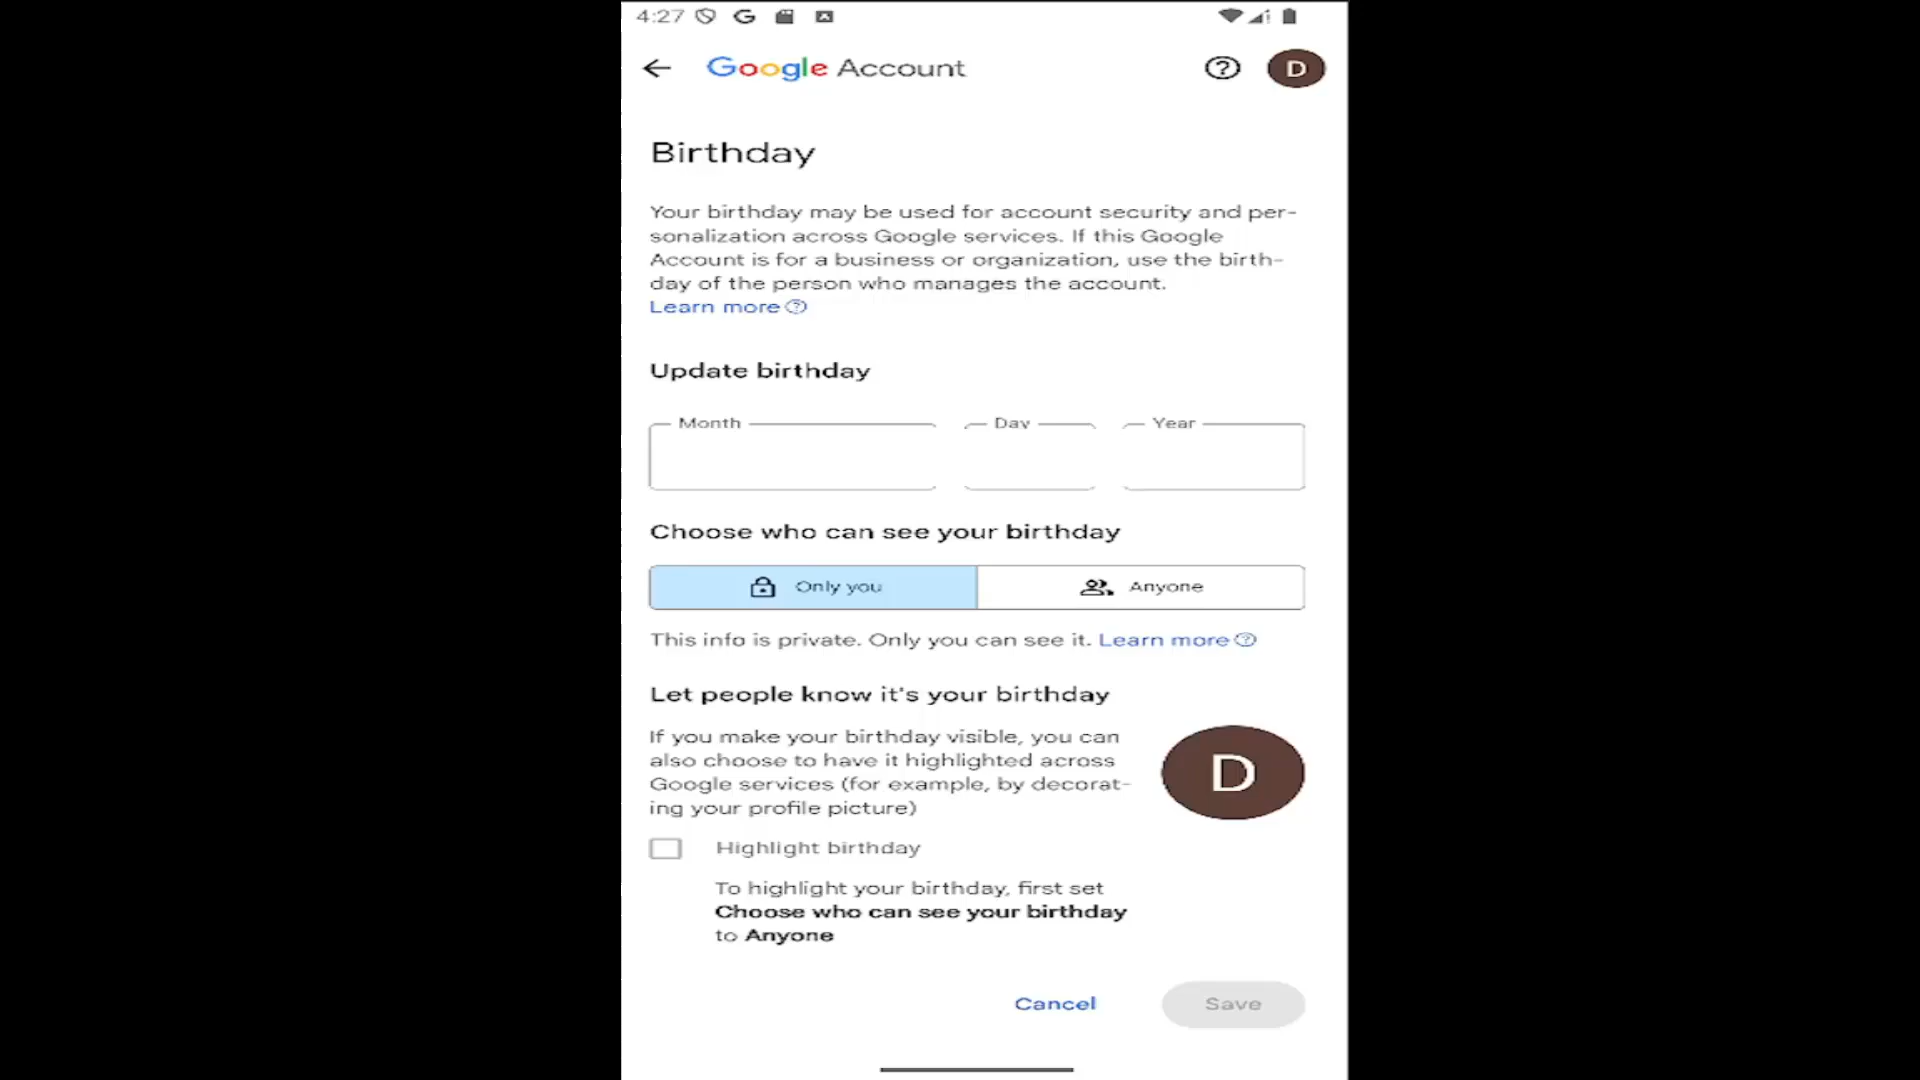 4:27
Google Account
D
Birthday
Your birthday may be used for account security and per-
sonalization across Google services. If this Google
Account is for a business or organization, use the birth-
day of the person who manages the account.
Learn more
Update birthday
Month Day Year
Choose who can see your birthday
Only you Anyone
This info is private. Only you can see it. Learn more
Let people know it's your birthday
If you make your birthday visible, you can
also choose to have it highlighted across
Google services (for example, by decorat-
ing your profile picture)
D
Highlight birthday
To highlight your birthday, first set
Choose who can see your birthday
to Anyone
Cancel Save